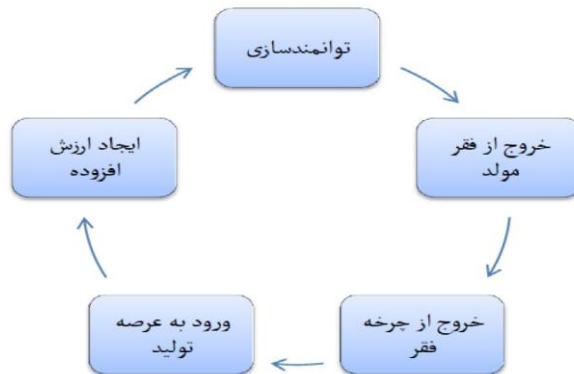 توانمندسازی
خروج از فقر
مولد
خروج از چرخه
فقر
ورود به عرصه
تولید
ایجاد ارزش
افزوده